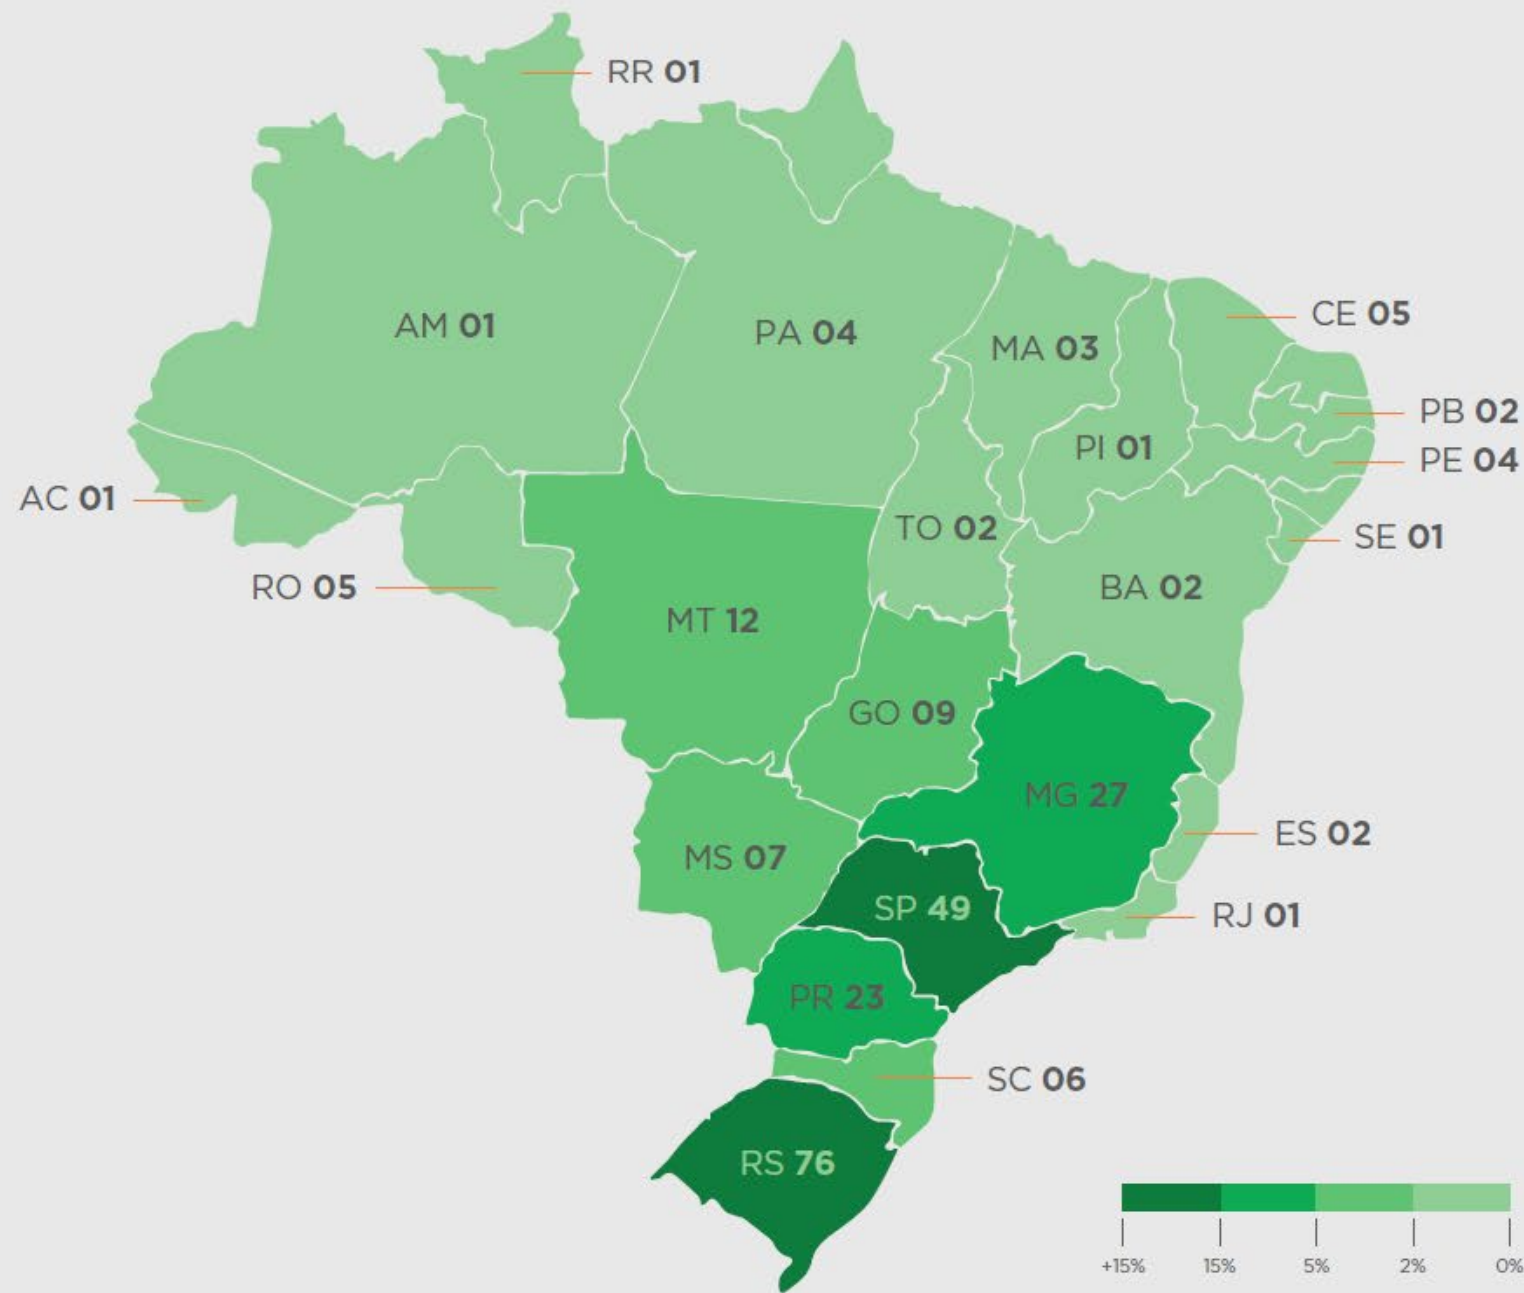 RR 01
CE 05
AM 01
PA 04
MA 03
PB 02
PI 01
PE 04
AC 01
TO 02
SE 01
RO 05
BA 02
MT 12
GO 09
MG 27
ES 02
MS 07
SP 49
RJ 01
PR 23
SC 06
RS 76
+15% 15% 5% 2% 0%